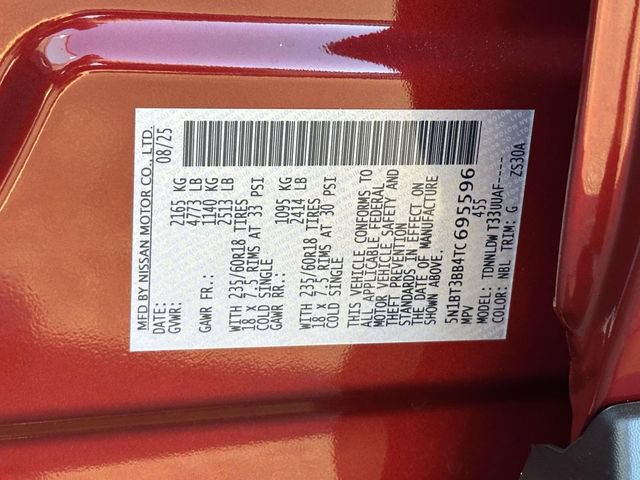 MFD BY NISSAN MOTOR CO., LTD.
DATE: 08/25
GVWR: 2165 KG
4773 LB
GAWR FR.: 1140 KG
2513 LB
WITH 235/60R18 TIRES
18 X 7.5 RIMS AT 33 PSI
COLD SINGLE
GAWR RR.: 1095 KG
2414 LB
WITH 235/60R18 TIRES
18 X 7.5 RIMS AT 30 PSI
COLD SINGLE
THIS VEHICLE CONFORMS TO
ALL APPLICABLE FEDERAL
MOTOR VEHICLE SAFETY AND
THEFT PREVENTION
STANDARDS IN EFFECT ON
THE DATE OF MANUFACTURE
SHOWN ABOVE.
5N1BT3BB4TC695596
MPV 455
MODEL: TDNNLDW T33UUAF-----
COLOR: NBL TRIM: G ZS30A